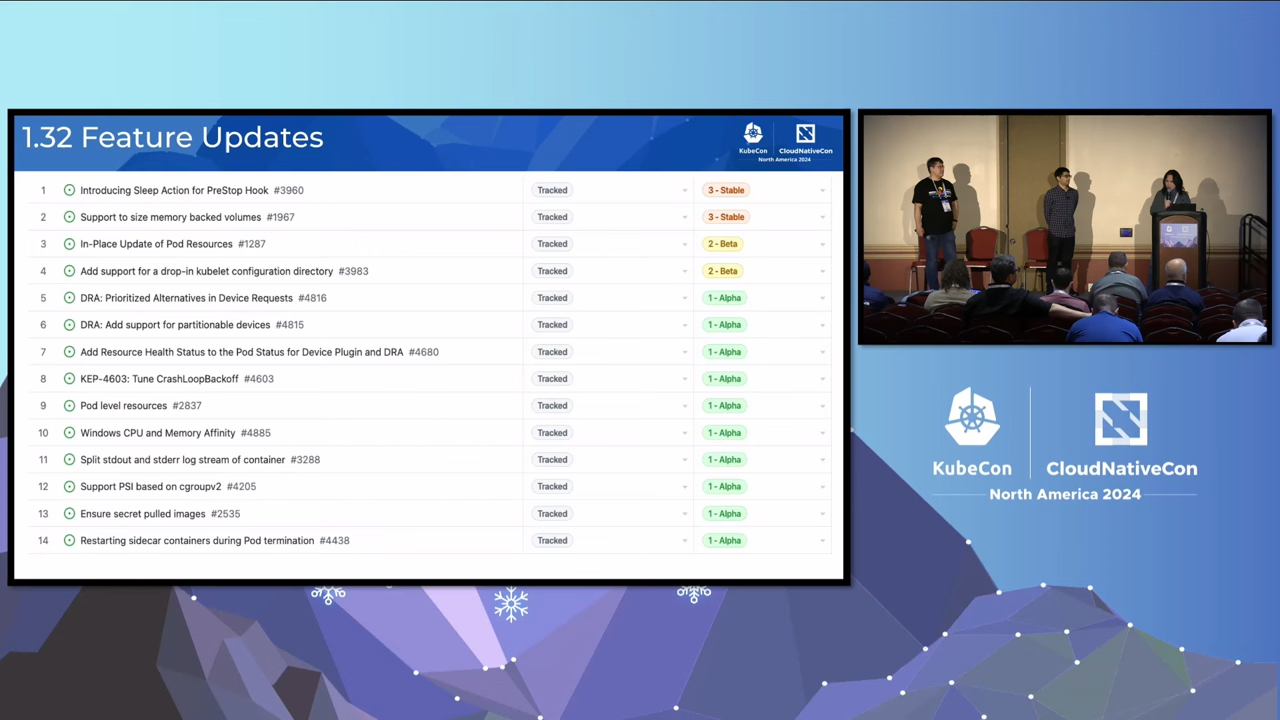 1.32 Feature Updates
KubeCon
CloudNativeCon
North America 2024
1 Introducing Sleep Action for PreStop Hook #3960 Tracked 3 - Stable
2 Support to size memory backed volumes #1967 Tracked 3 - Stable
3 In-Place Update of Pod Resources #1287 Tracked 2 - Beta
4 Add support for a drop-in kubelet configuration directory #3983 Tracked 2 - Beta
5 DRA: Prioritized Alternatives in Device Requests #4816 Tracked 1 - Alpha
6 DRA: Add support for partitionable devices #4815 Tracked 1 - Alpha
7 Add Resource Health Status to the Pod Status for Device Plugin and DRA #4680 Tracked 1 - Alpha
8 KEP-4603: Tune CrashLoopBackoff #4603 Tracked 1 - Alpha
9 Pod level resources #2837 Tracked 1 - Alpha
10 Windows CPU and Memory Affinity #4885 Tracked 1 - Alpha
11 Split stdout and stderr log stream of container #3288 Tracked 1 - Alpha
12 Support PSI based on cgroupv2 #4205 Tracked 1 - Alpha
13 Ensure secret pulled images #2535 Tracked 1 - Alpha
14 Restarting sidecar containers during Pod termination #4438 Tracked 1 - Alpha
KubeCon
CloudNativeCon
North America 2024